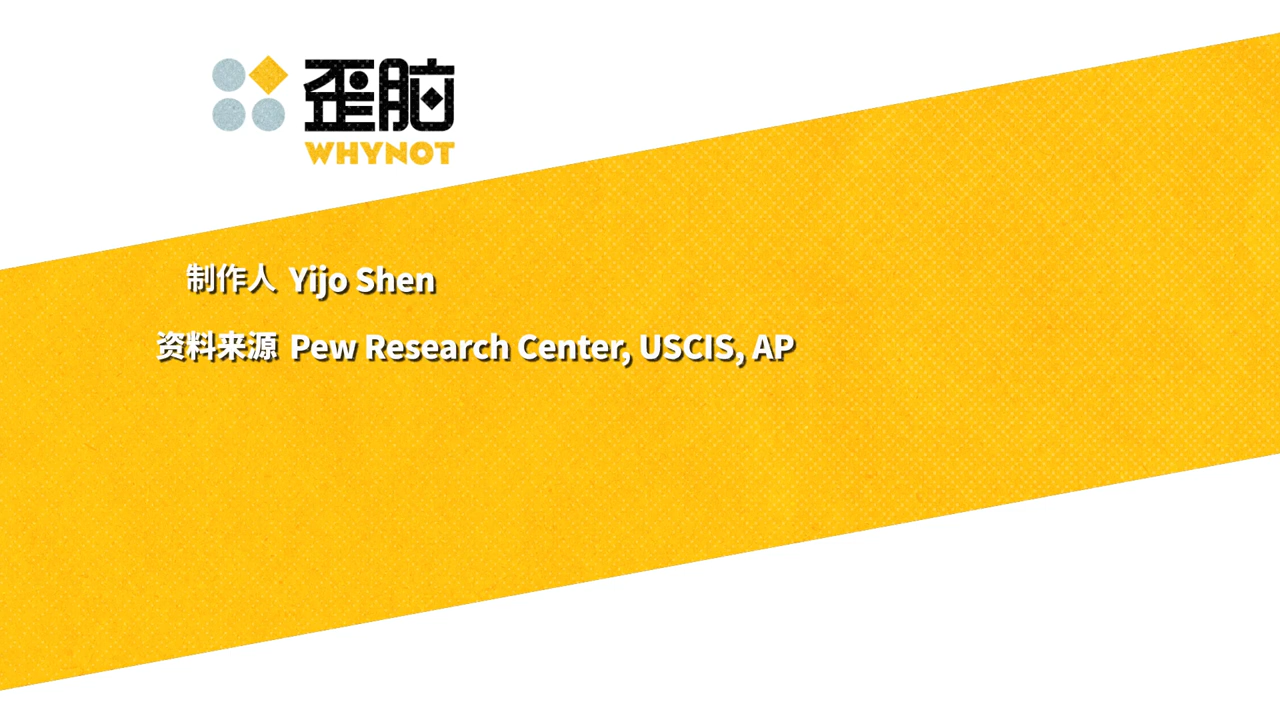 歪脑
WHYNOT
制作人 Yijo Shen
资料来源 Pew Research Center, USCIS, AP